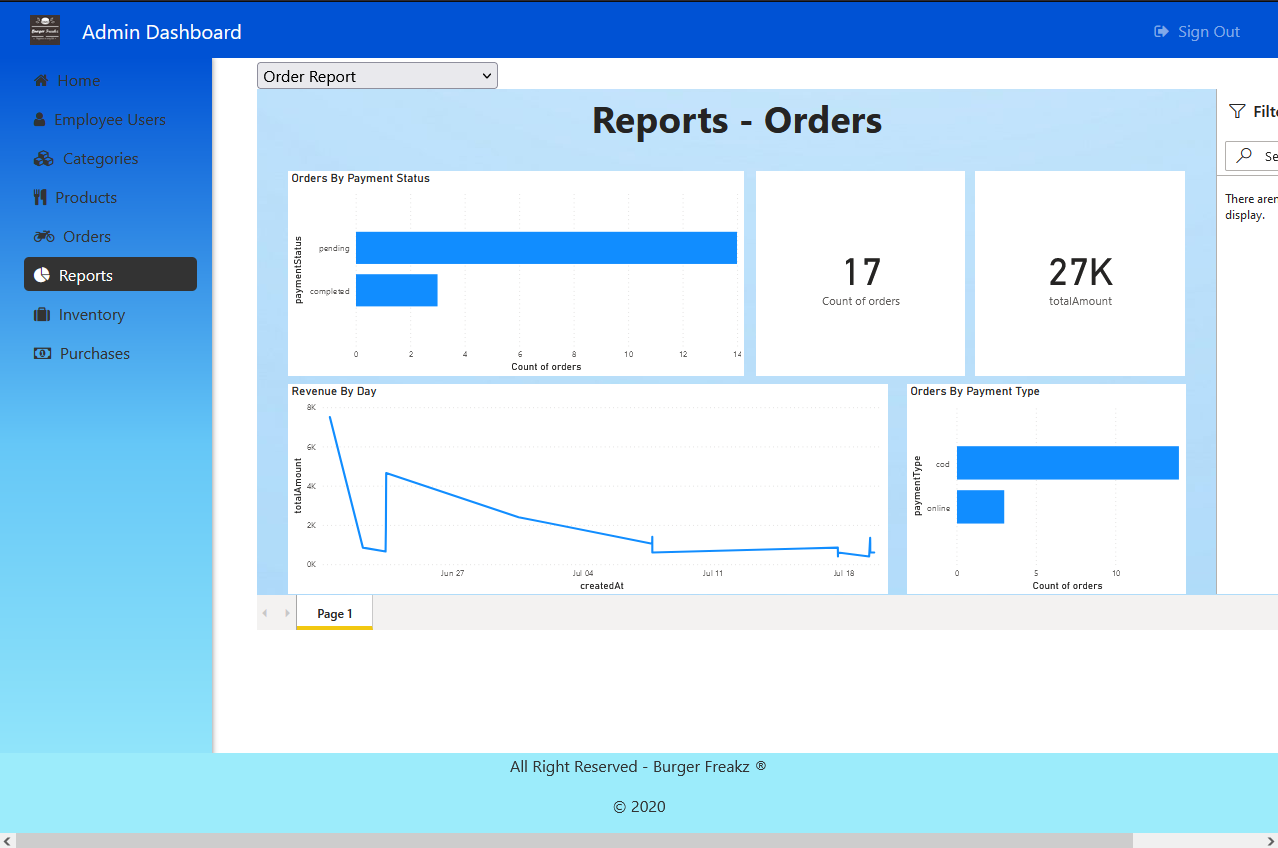 Admin Dashboard
Sign Out
Home
Employee Users
Categories
Products
Orders
Reports
Inventory
Purchases
Order Report
Reports - Orders
Orders By Payment Status
paymentStatus
pending
completed
0 2 4 6 8 10 12 14
Count of orders
17
Count of orders
27K
totalAmount
Revenue By Day
totalAmount
8K
6K
4K
2K
0K
Jun 27 Jul 04 Jul 11 Jul 18
createdAt
Orders By Payment Type
paymentType
cod
online
0 5 10
Count of orders
Filte
Se
There aren
display.
Page 1
All Right Reserved - Burger Freakz ®
© 2020
Burger Freakz